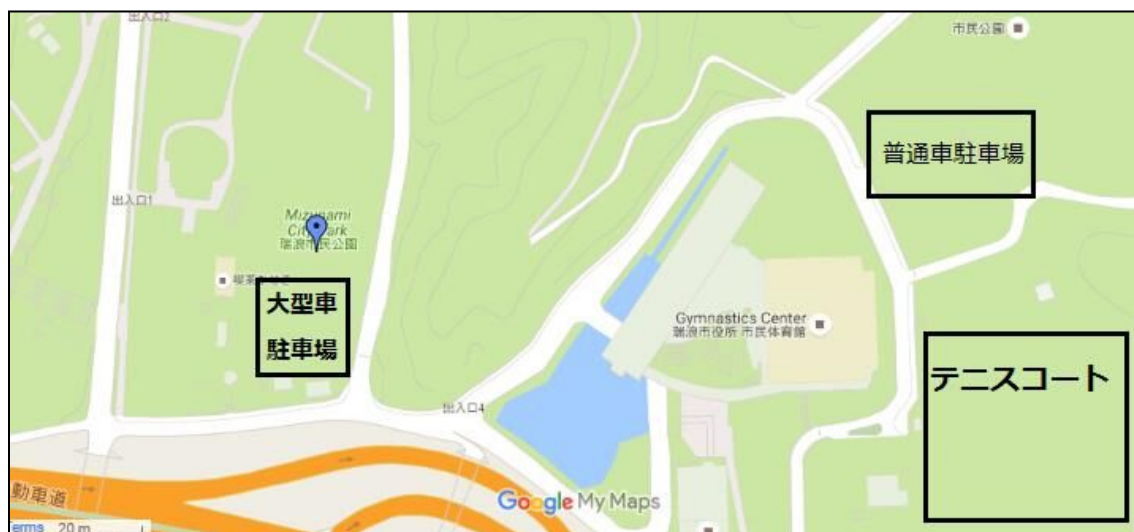 出入口2
市民公園
普通車駐車場
出入口1
Mizunami
City Park
瑞浪市民公園
大型車
駐車場
Gymnastics Center
瑞浪市役所 市民体育館
テニスコート
出入口4
動車道
Google My Maps
erms 20 m